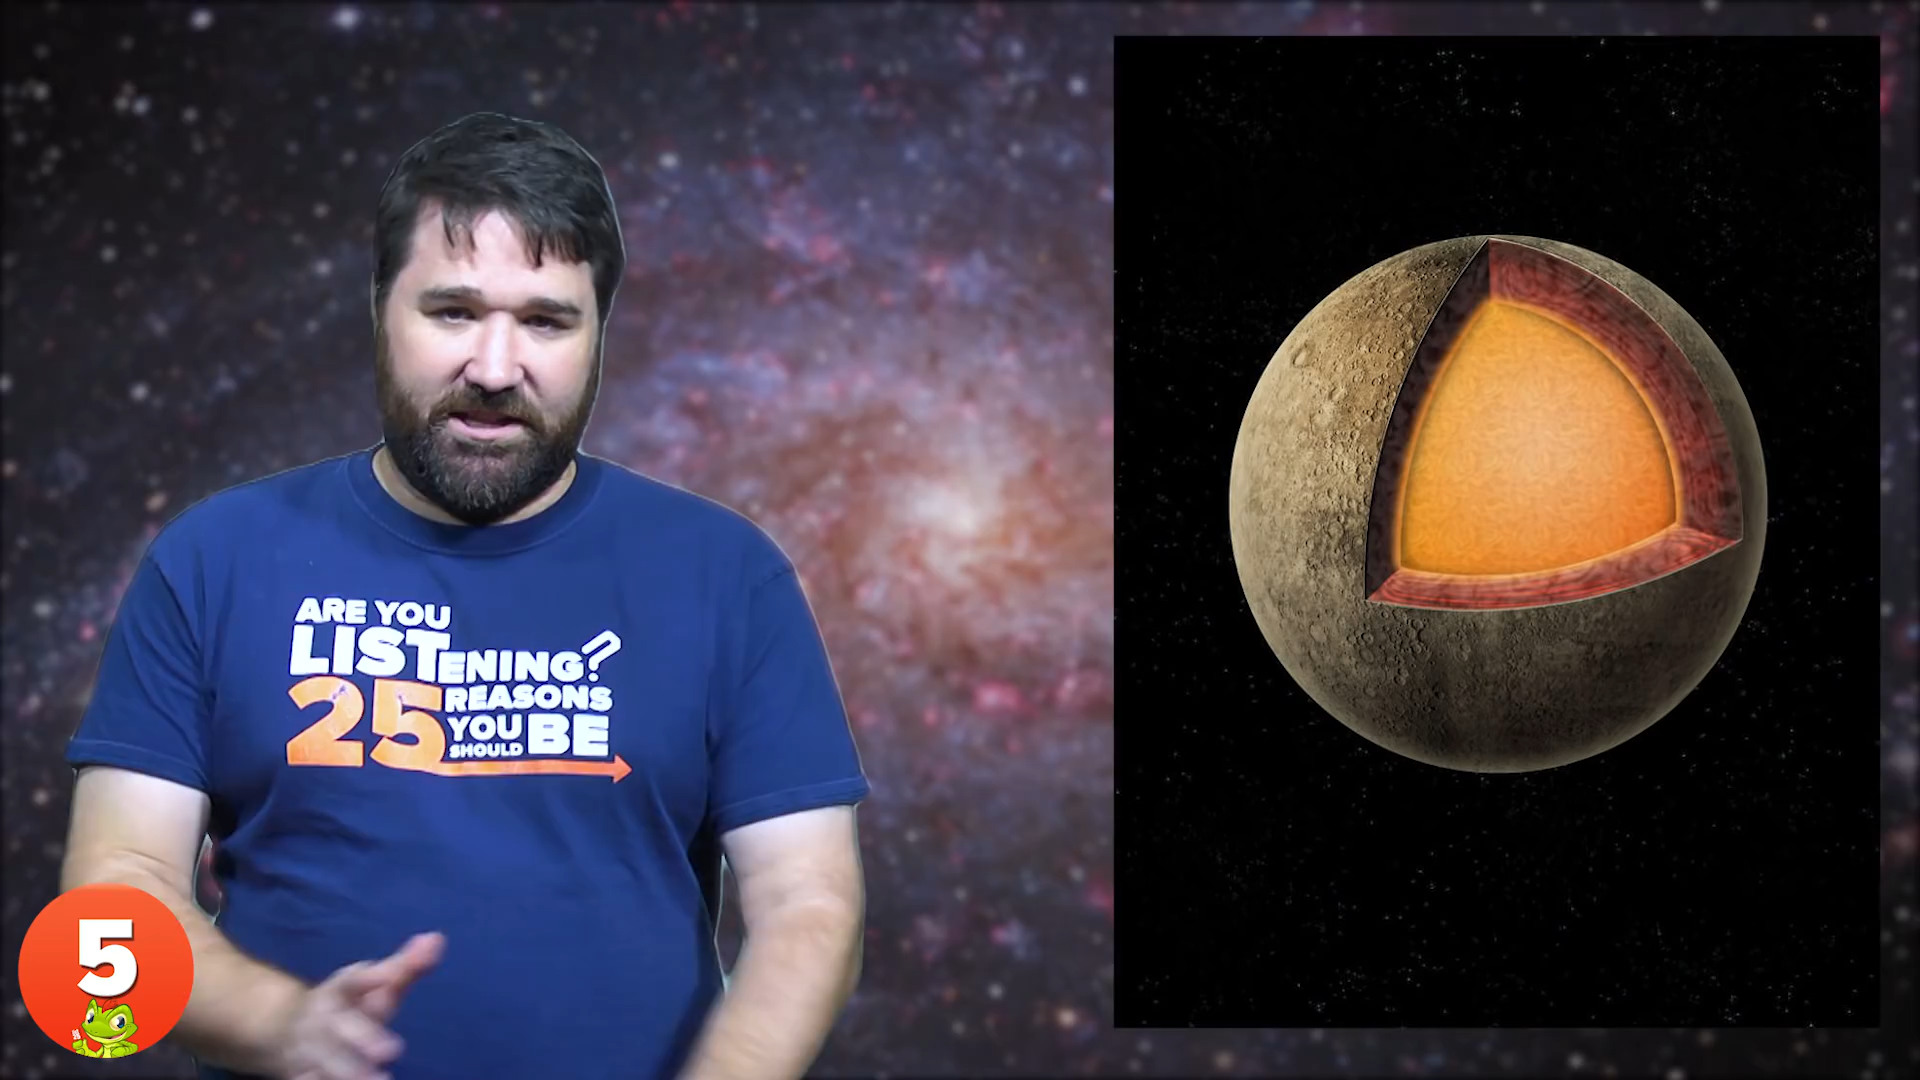 ARE YOU
LISTENING?
25 REASONS
YOU
SHOULD BE
5